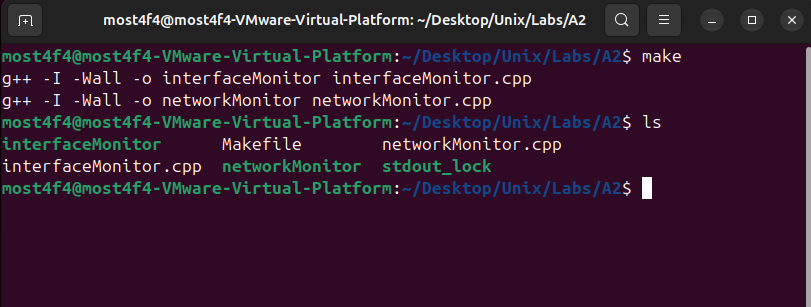 most4f4@most4f4-VMware-Virtual-Platform: ~/Desktop/Unix/Labs/A2
most4f4@most4f4-VMware-Virtual-Platform:~/Desktop/Unix/Labs/A2$ make
g++ -I -Wall -o interfaceMonitor interfaceMonitor.cpp
g++ -I -Wall -o networkMonitor networkMonitor.cpp
most4f4@most4f4-VMware-Virtual-Platform:~/Desktop/Unix/Labs/A2$ ls
interfaceMonitor Makefile networkMonitor.cpp
interfaceMonitor.cpp networkMonitor stdout_lock
most4f4@most4f4-VMware-Virtual-Platform:~/Desktop/Unix/Labs/A2$